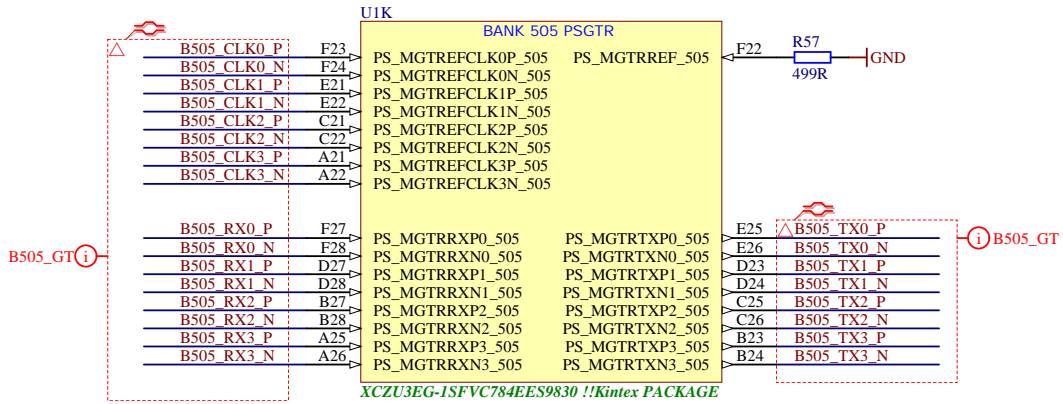 U1K
BANK 505 PSGTR
B505_CLK0_P F23 PS_MGTREFCLK0P_505 PS_MGTRREF_505 F22 R57 GND
499R
B505_CLK0_N F24 PS_MGTREFCLK0N_505
B505_CLK1_P E21 PS_MGTREFCLK1P_505
B505_CLK1_N E22 PS_MGTREFCLK1N_505
B505_CLK2_P C21 PS_MGTREFCLK2P_505
B505_CLK2_N C22 PS_MGTREFCLK2N_505
B505_CLK3_P A21 PS_MGTREFCLK3P_505
B505_CLK3_N A22 PS_MGTREFCLK3N_505
B505_RX0_P F27 PS_MGTRRXP0_505 PS_MGTRTXP0_505 E25 B505_TX0_P
B505_RX0_N F28 PS_MGTRRXN0_505 PS_MGTRTXN0_505 E26 B505_TX0_N
B505_GT i i B505_GT
B505_RX1_P D27 PS_MGTRRXP1_505 PS_MGTRTXP1_505 D23 B505_TX1_P
B505_RX1_N D28 PS_MGTRRXN1_505 PS_MGTRTXN1_505 D24 B505_TX1_N
B505_RX2_P B27 PS_MGTRRXP2_505 PS_MGTRTXP2_505 C25 B505_TX2_P
B505_RX2_N B28 PS_MGTRRXN2_505 PS_MGTRTXN2_505 C26 B505_TX2_N
B505_RX3_P A25 PS_MGTRRXP3_505 PS_MGTRTXP3_505 B23 B505_TX3_P
B505_RX3_N A26 PS_MGTRRXN3_505 PS_MGTRTXN3_505 B24 B505_TX3_N
XCZU3EG-1SFVC784EES9830 !!Kintex PACKAGE